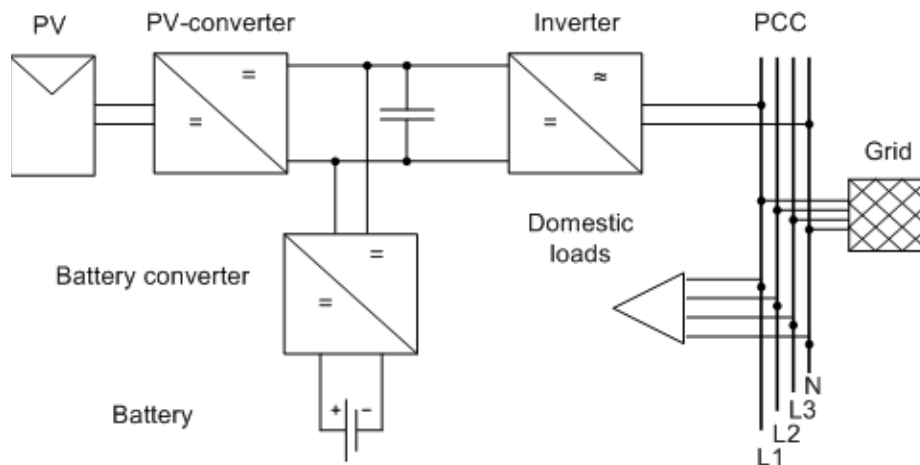 PV
PV-converter
Inverter
PCC
=
=
≈
=
Grid
Domestic
loads
Battery converter
=
=
Battery
+ −
N
L3
L2
L1